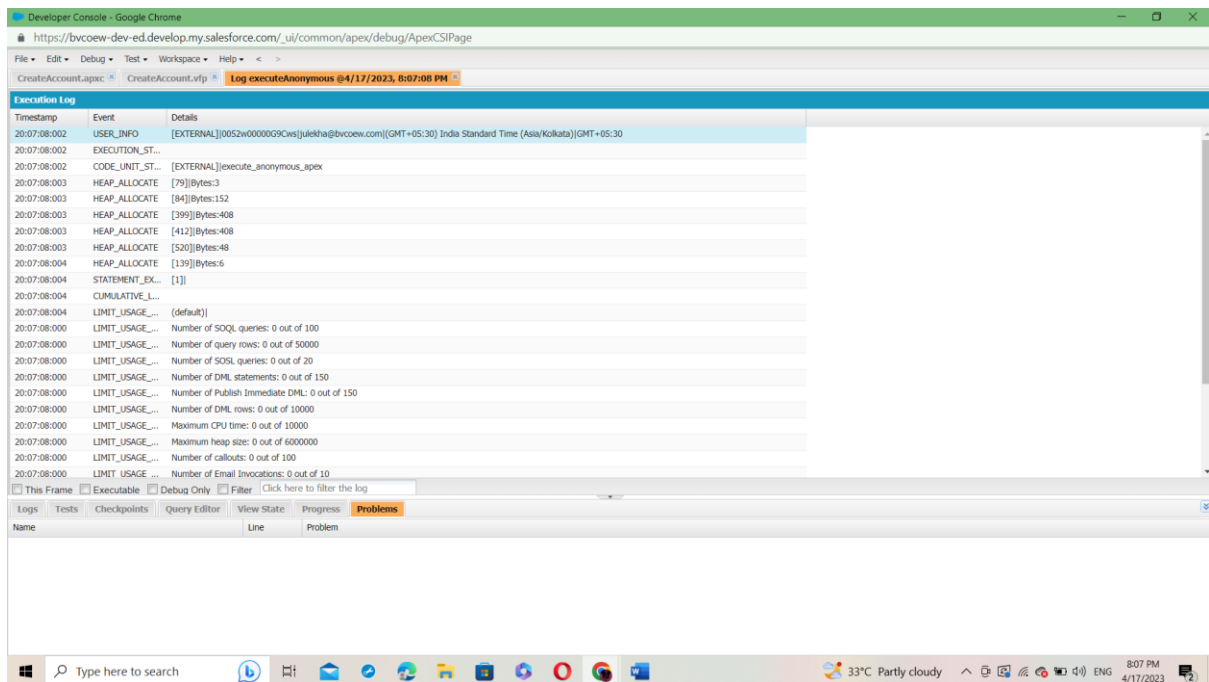 Developer Console - Google Chrome
https://bvcoew-dev-ed.develop.my.salesforce.com/_ui/common/apex/debug/ApexCSIPage
File Edit Debug Test Workspace Help < >
CreateAccount.apxc CreateAccount.vfp Log executeAnonymous @4/17/2023, 8:07:08 PM
Execution Log
Timestamp Event Details
20:07:08:002 USER_INFO [EXTERNAL]|0052w00000G9Cws|julekha@bvcoew.com|(GMT+05:30) India Standard Time (Asia/Kolkata)|GMT+05:30
20:07:08:002 EXECUTION_ST...
20:07:08:002 CODE_UNIT_ST... [EXTERNAL]|execute_anonymous_apex
20:07:08:003 HEAP_ALLOCATE [79]|Bytes:3
20:07:08:003 HEAP_ALLOCATE [84]|Bytes:152
20:07:08:003 HEAP_ALLOCATE [399]|Bytes:408
20:07:08:003 HEAP_ALLOCATE [412]|Bytes:408
20:07:08:003 HEAP_ALLOCATE [520]|Bytes:48
20:07:08:004 HEAP_ALLOCATE [139]|Bytes:6
20:07:08:004 STATEMENT_EX... [1]|
20:07:08:004 CUMULATIVE_L...
20:07:08:004 LIMIT_USAGE_... (default)|
20:07:08:000 LIMIT_USAGE_... Number of SOQL queries: 0 out of 100
20:07:08:000 LIMIT_USAGE_... Number of query rows: 0 out of 50000
20:07:08:000 LIMIT_USAGE_... Number of SOSL queries: 0 out of 20
20:07:08:000 LIMIT_USAGE_... Number of DML statements: 0 out of 150
20:07:08:000 LIMIT_USAGE_... Number of Publish Immediate DML: 0 out of 150
20:07:08:000 LIMIT_USAGE_... Number of DML rows: 0 out of 10000
20:07:08:000 LIMIT_USAGE_... Maximum CPU time: 0 out of 10000
20:07:08:000 LIMIT_USAGE_... Maximum heap size: 0 out of 6000000
20:07:08:000 LIMIT_USAGE_... Number of callouts: 0 out of 100
20:07:08:000 LIMIT_USAGE_... Number of Email Invocations: 0 out of 10
This Frame Executable Debug Only Filter Click here to filter the log
Logs Tests Checkpoints Query Editor View State Progress Problems
Name Line Problem
Type here to search 33°C Partly cloudy ENG 8:07 PM
4/17/2023